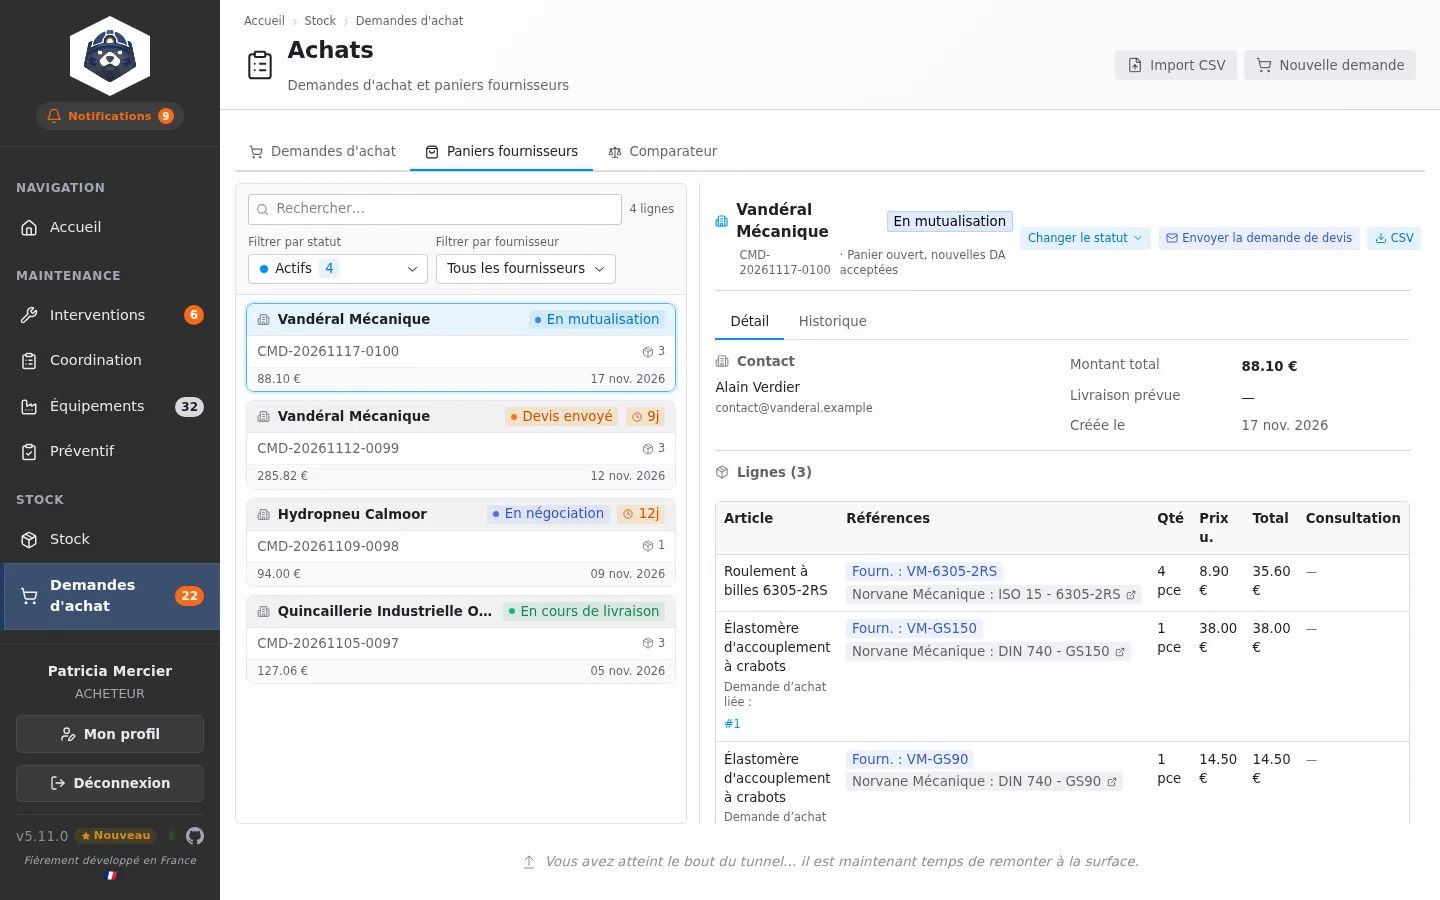 Notifications 9
NAVIGATION
Accueil
MAINTENANCE
Interventions 6
Coordination
Équipements 32
Préventif
STOCK
Stock
Demandes
d'achat 22
Patricia Mercier
ACHETEUR
Mon profil
Déconnexion
v5.11.0 Nouveau
Fièrement développé en France
Accueil Stock Demandes d'achat
Achats
Demandes d'achat et paniers fournisseurs
Import CSV Nouvelle demande
Demandes d'achat Paniers fournisseurs Comparateur
Rechercher... 4 lignes
Filtrer par statut Filtrer par fournisseur
Actifs 4 Tous les fournisseurs
Vandéral Mécanique En mutualisation
CMD-20261117-0100 3
88.10 € 17 nov. 2026
Vandéral Mécanique Devis envoyé 9j
CMD-20261112-0099 3
285.82 € 12 nov. 2026
Hydropneu Calmoor En négociation 12j
CMD-20261109-0098 1
94.00 € 09 nov. 2026
Quincaillerie Industrielle O... En cours de livraison
CMD-20261105-0097 3
127.06 € 05 nov. 2026
Vandéral
Mécanique
En mutualisation
CMD-
20261117-0100
· Panier ouvert, nouvelles DA
acceptées
Changer le statut Envoyer la demande de devis CSV
Détail Historique
Contact
Alain Verdier
contact@vanderal.example
Montant total 88.10 €
Livraison prévue —
Créée le 17 nov. 2026
Lignes (3)
Article Références Qté Prix
u. Total Consultation
Roulement à
billes 6305-2RS
Fourn. : VM-6305-2RS
Norvane Mécanique : ISO 15 - 6305-2RS
4
pce
8.90
€
35.60
€
—
Élastomère
d'accouplement
à crabots
Demande d’achat
liée :
#1
Fourn. : VM-GS150
Norvane Mécanique : DIN 740 - GS150
1
pce
38.00
€
38.00
€
—
Élastomère
d'accouplement
à crabots
Demande d’achat
Fourn. : VM-GS90
Norvane Mécanique : DIN 740 - GS90
1
pce
14.50
€
14.50
€
—
Vous avez atteint le bout du tunnel... il est maintenant temps de remonter à la surface.